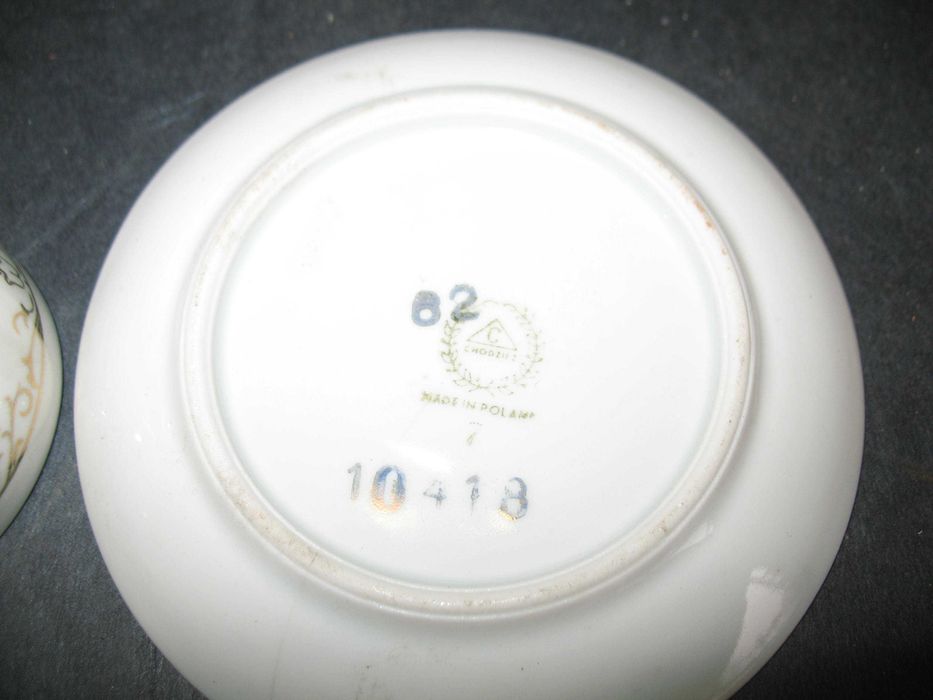 62
C
CHODZIEŻ
MADE IN POLAND
10418